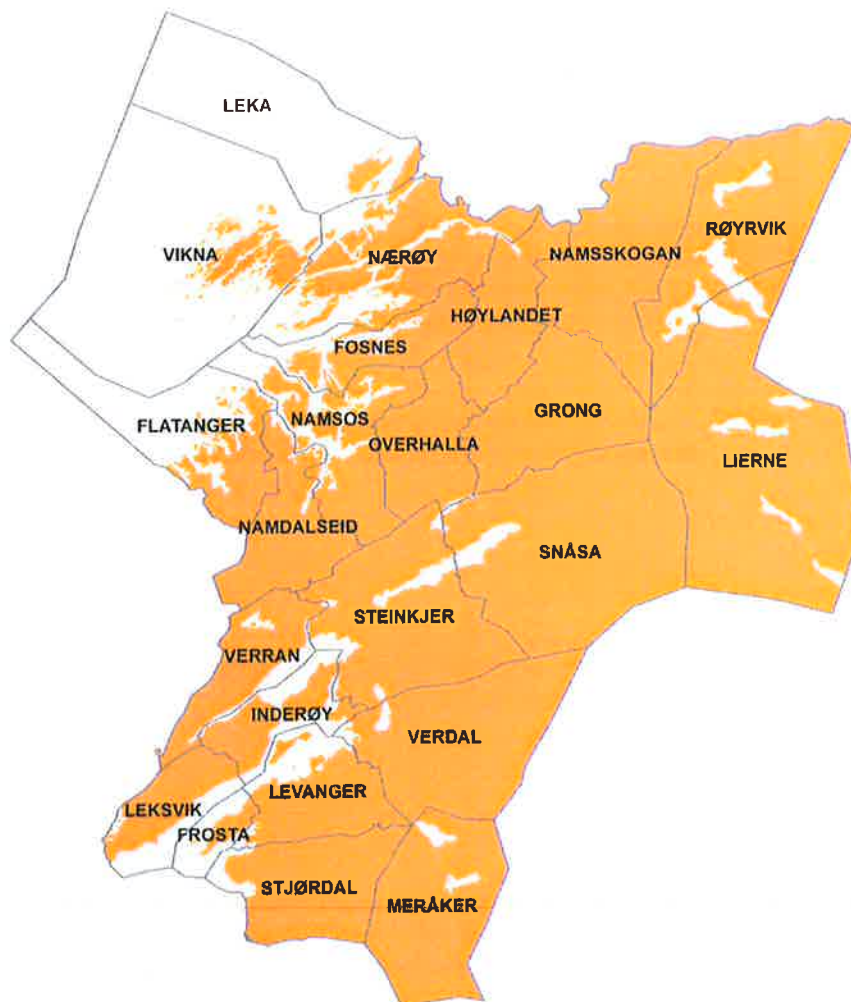 LEKA
VIKNA
NÆRØY
NAMSSKOGAN
RØYRVIK
HØYLANDET
FOSNES
FLATANGER
NAMSOS
OVERHALLA
GRONG
LIERNE
NAMDALSEID
SNÅSA
STEINKJER
VERRAN
INDERØY
VERDAL
LEKSVIK
LEVANGER
FROSTA
STJØRDAL
MERÅKER